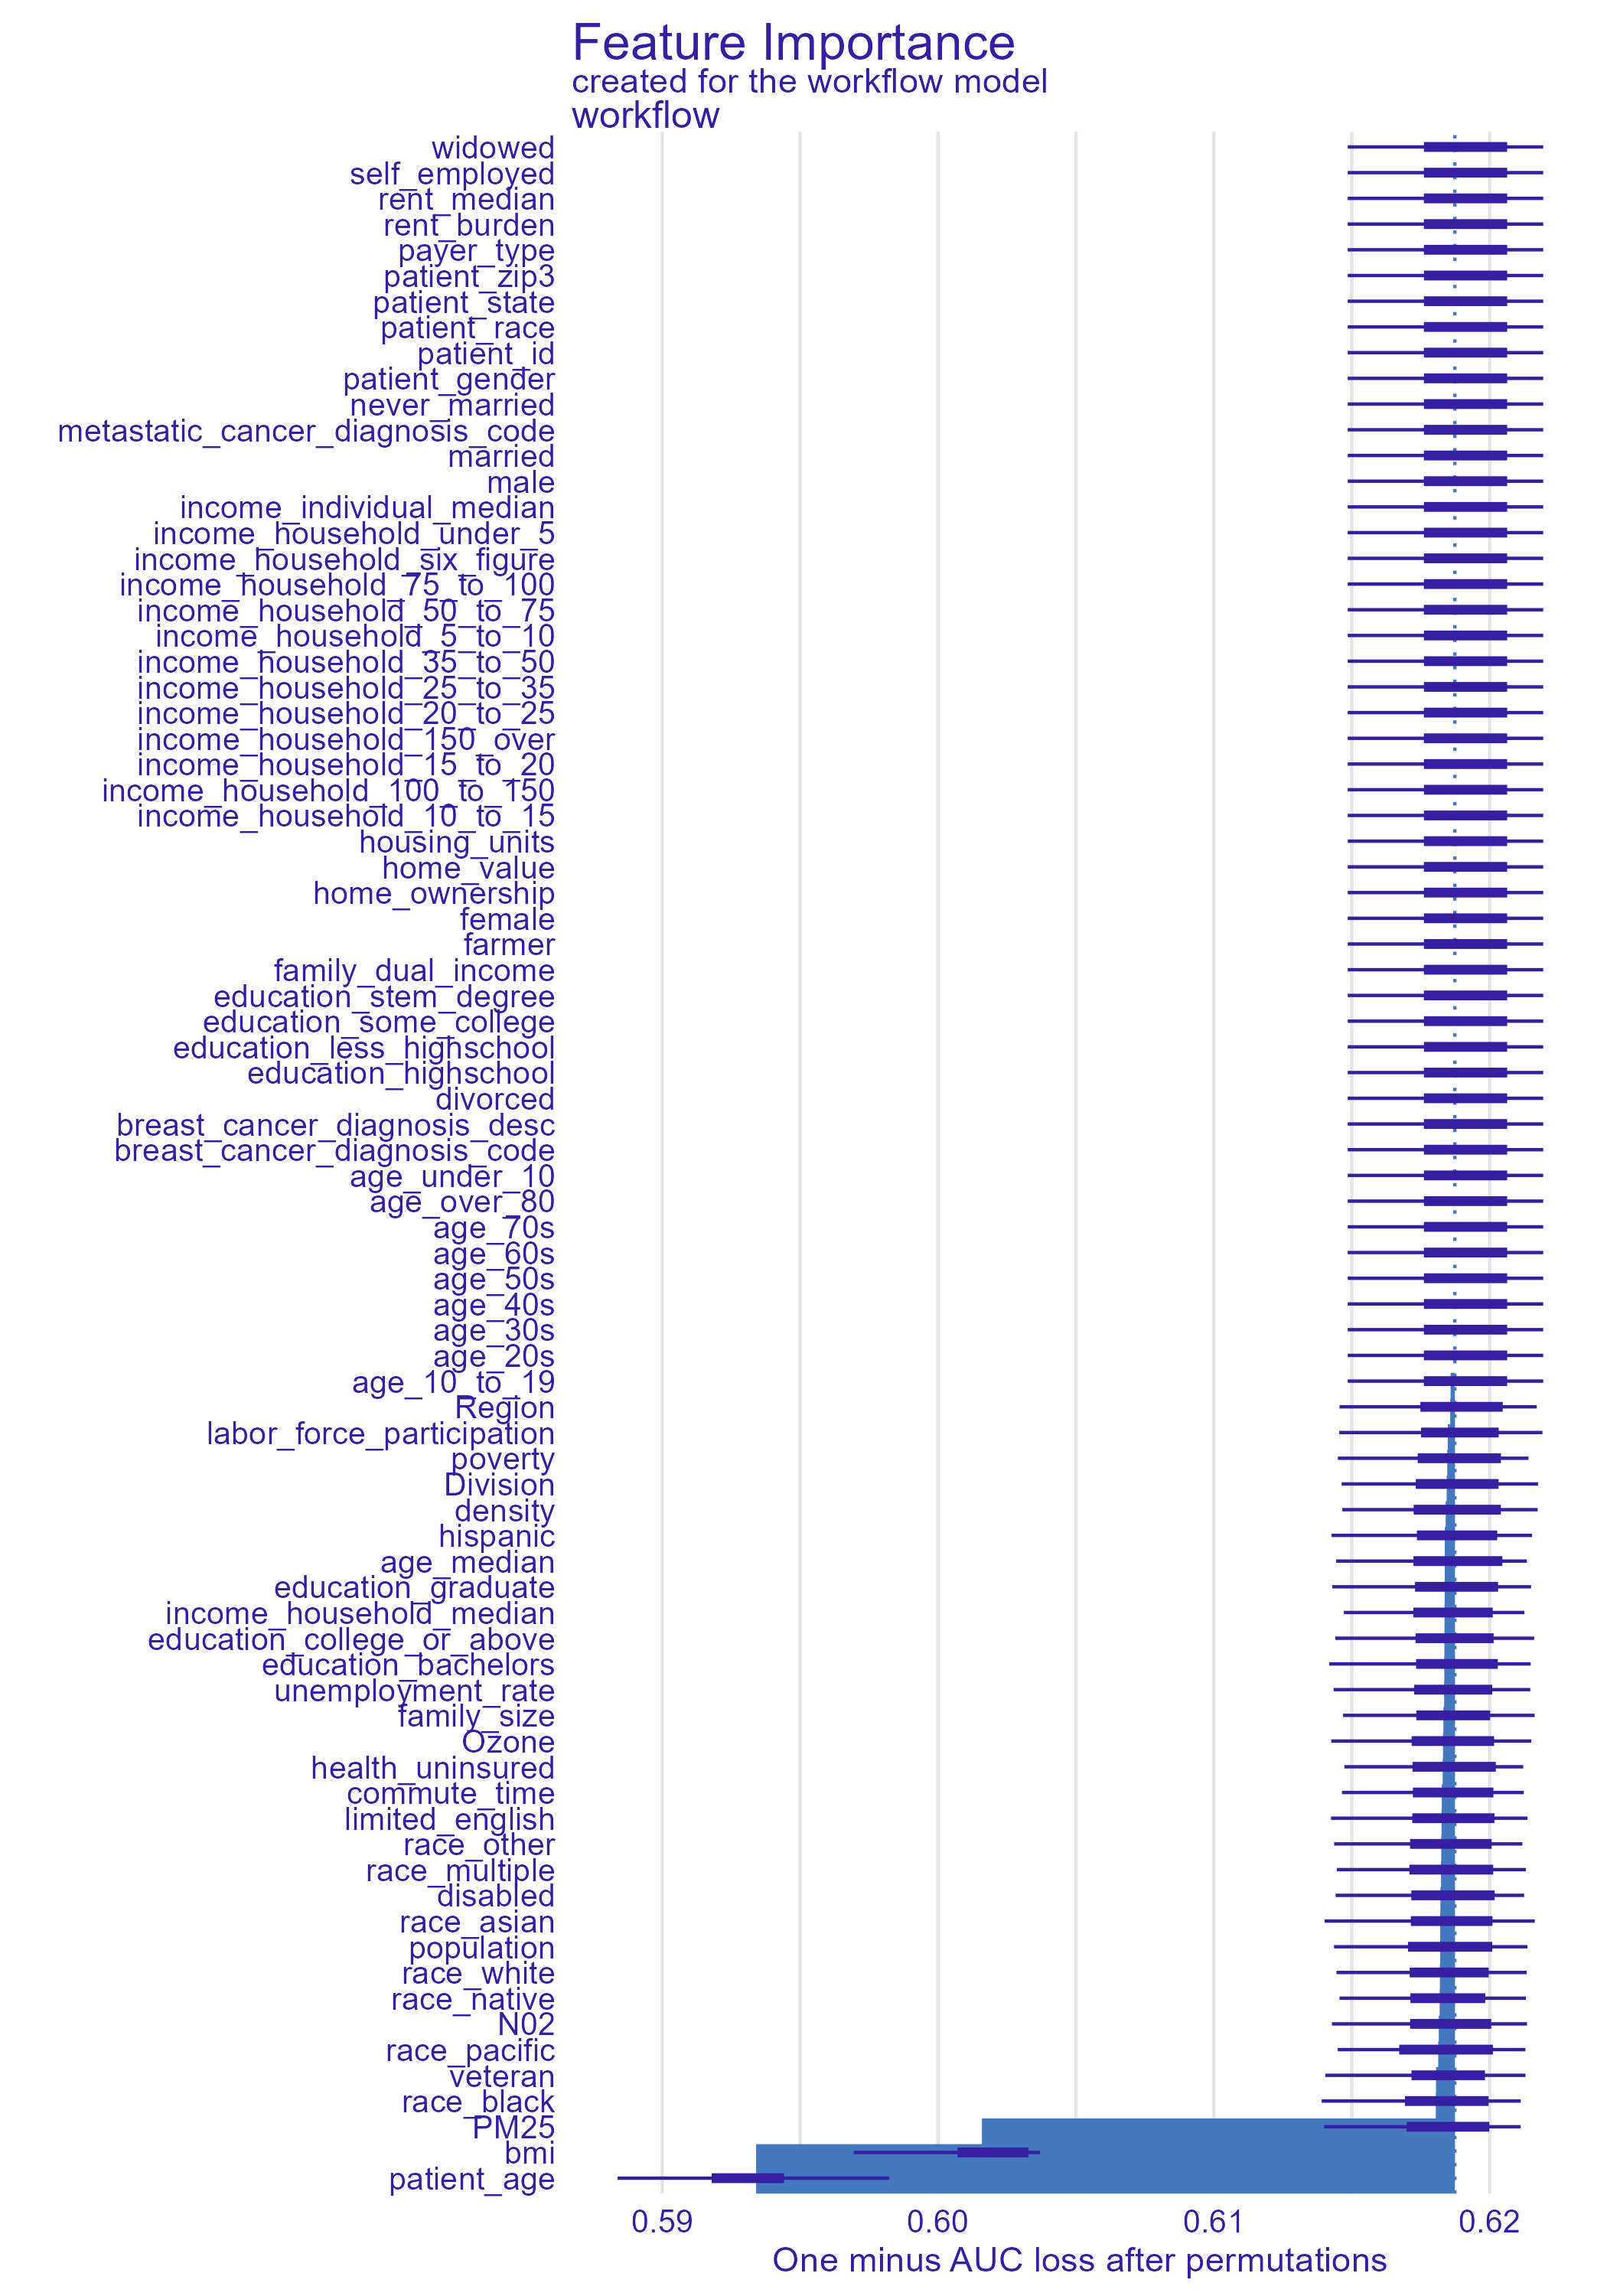 Feature Importance
created for the workflow model
workflow
widowed
self_employed
rent_median
rent_burden
payer_type
patient_zip3
patient_state
patient_race
patient_id
patient_gender
never_married
metastatic_cancer_diagnosis_code
married
male
income_individual_median
income_household_under_5
income_household_six_figure
income_household_75_to_100
income_household_50_to_75
income_household_5_to_10
income_household_35_to_50
income_household_25_to_35
income_household_20_to_25
income_household_150_over
income_household_15_to_20
income_household_100_to_150
income_household_10_to_15
housing_units
home_value
home_ownership
female
farmer
family_dual_income
education_stem_degree
education_some_college
education_less_highschool
education_highschool
divorced
breast_cancer_diagnosis_desc
breast_cancer_diagnosis_code
age_under_10
age_over_80
age_70s
age_60s
age_50s
age_40s
age_30s
age_20s
age_10_to_19
Region
labor_force_participation
poverty
Division
density
hispanic
age_median
education_graduate
income_household_median
education_college_or_above
education_bachelors
unemployment_rate
family_size
Ozone
health_uninsured
commute_time
limited_english
race_other
race_multiple
disabled
race_asian
population
race_white
race_native
N02
race_pacific
veteran
race_black
PM25
bmi
patient_age
0.59 0.60 0.61 0.62
One minus AUC loss after permutations